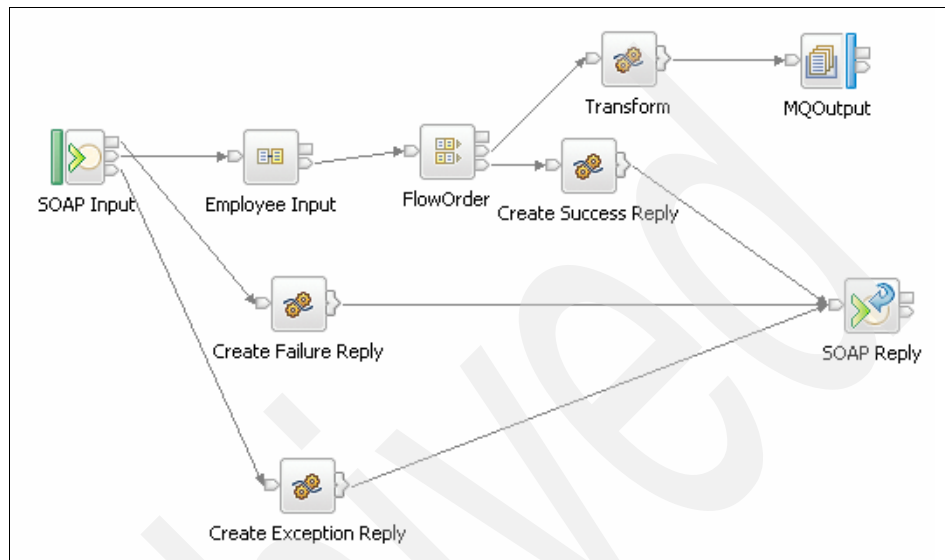 Transform
MQOutput
SOAP Input
Employee Input
FlowOrder
Create Success Reply
Create Failure Reply
SOAP Reply
Create Exception Reply